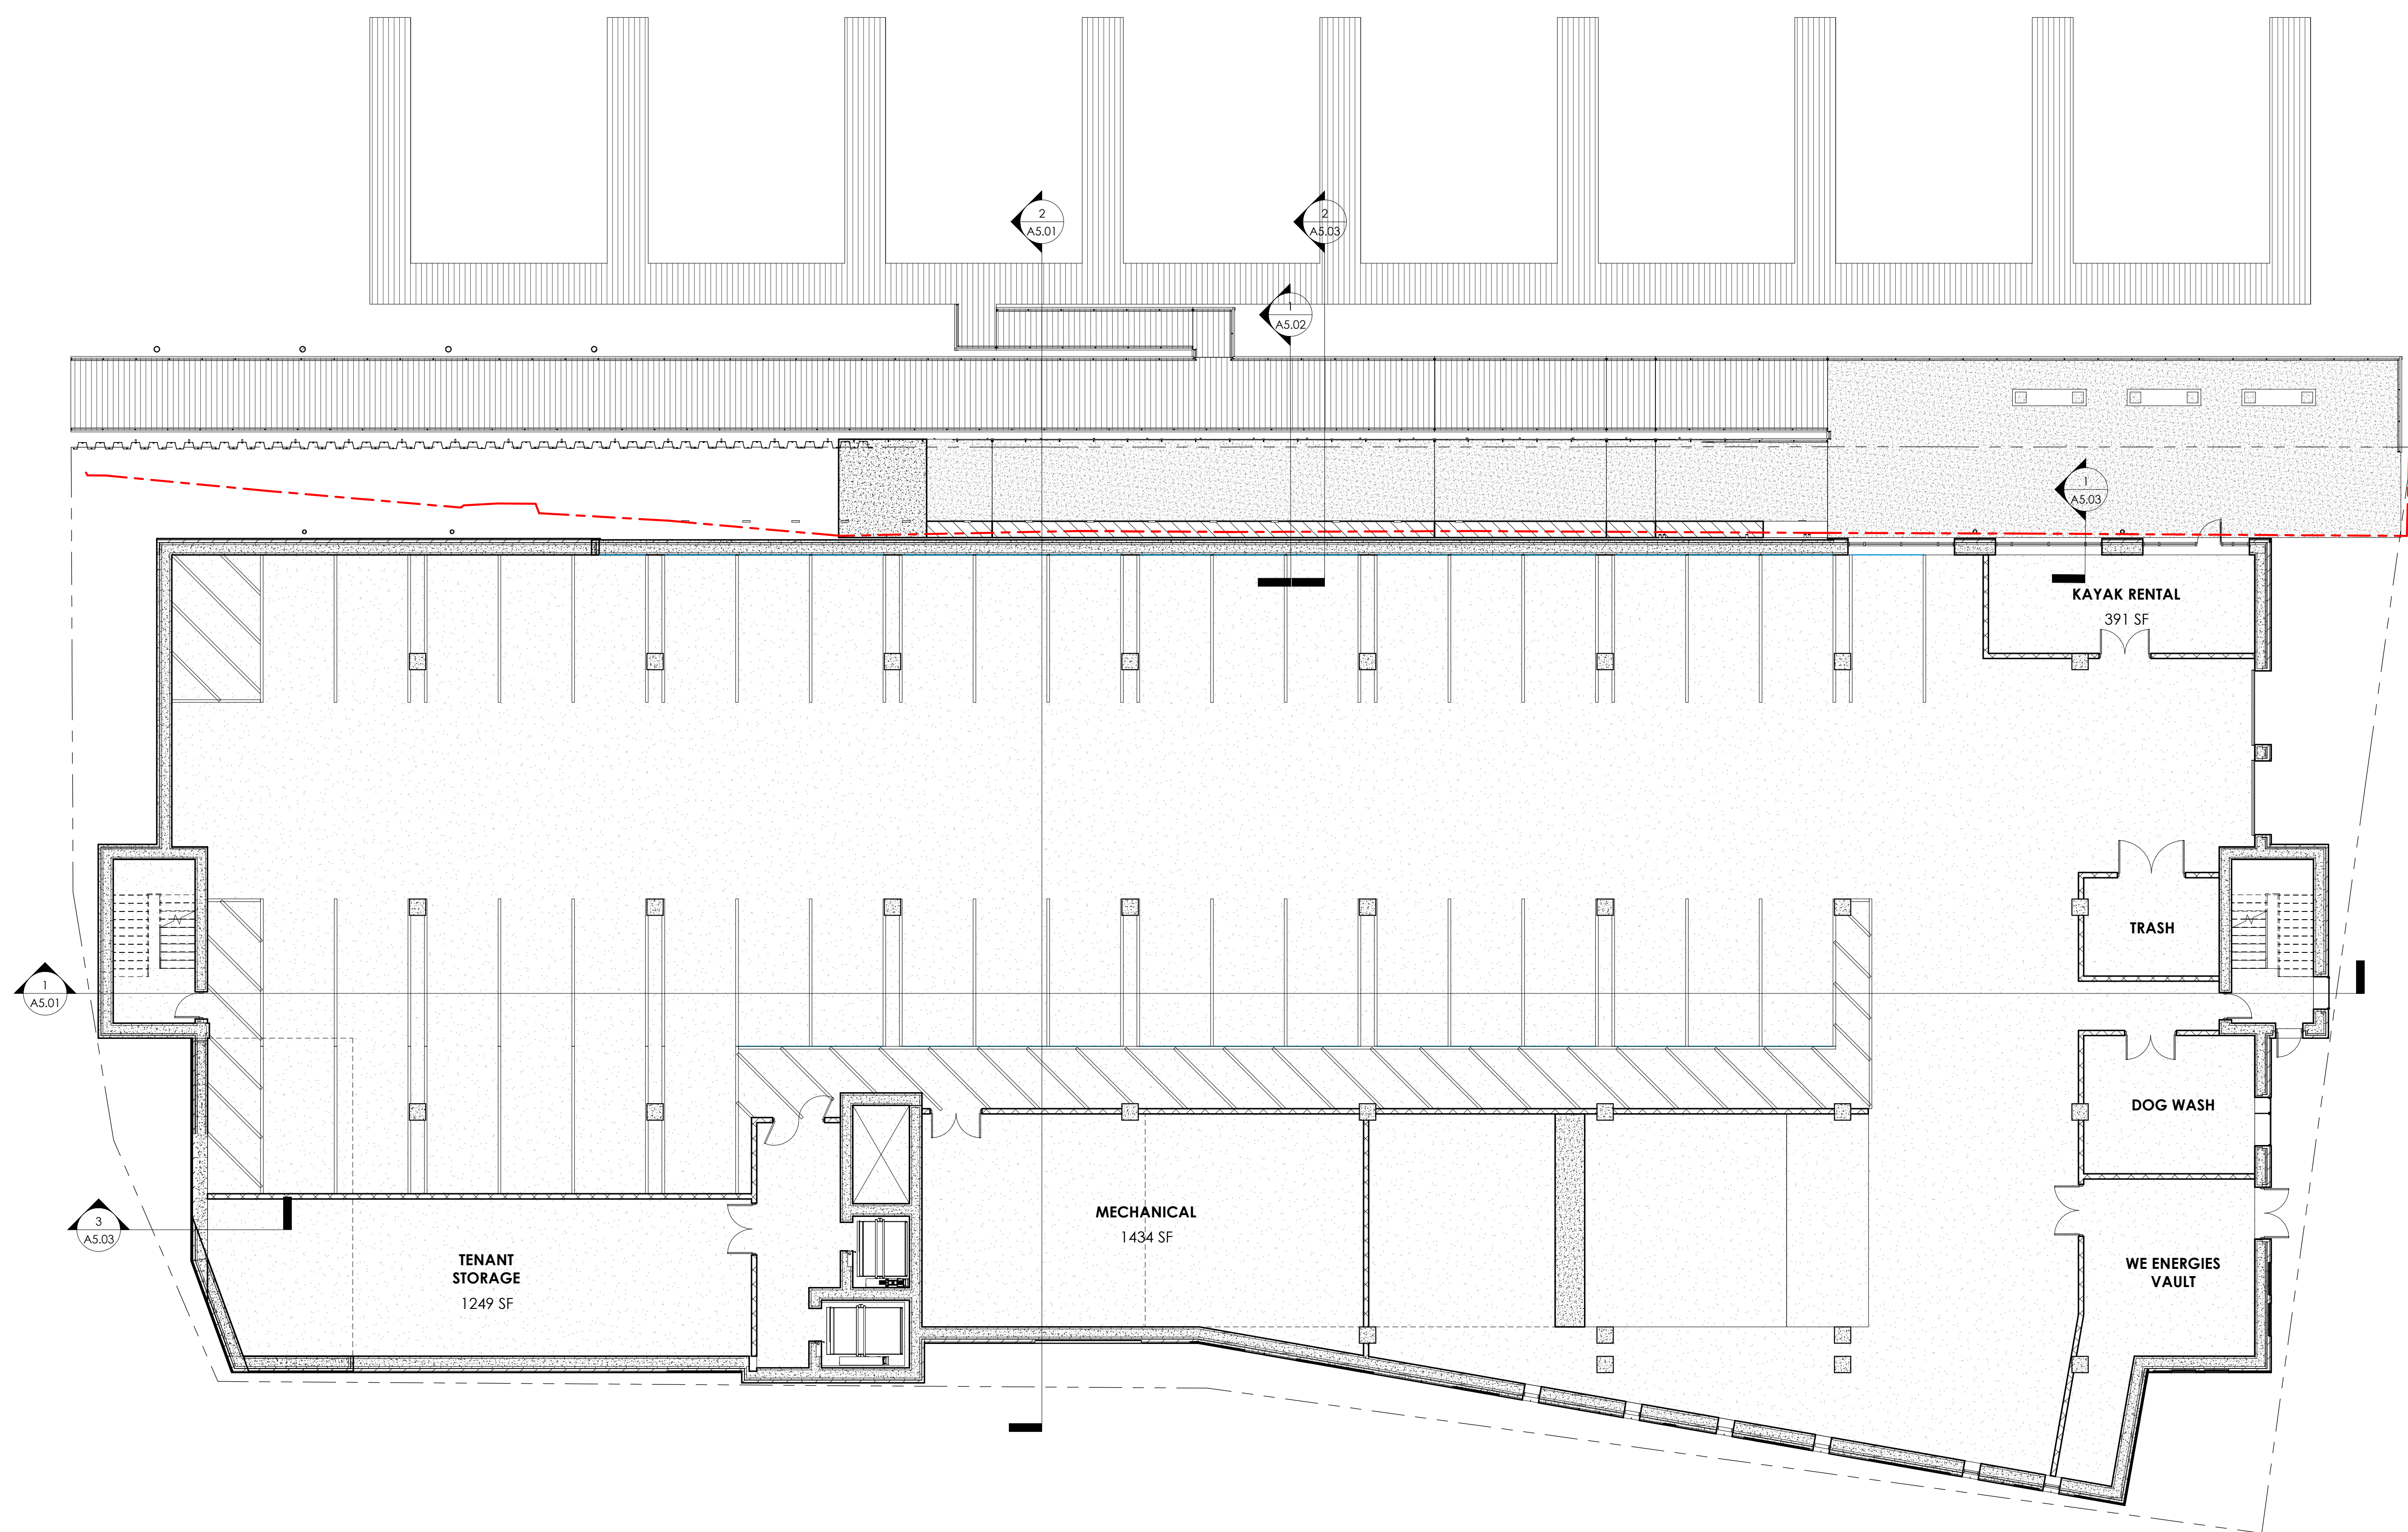 2
A5.01
2
A5.03
1
A5.02
1
A5.03
KAYAK RENTAL
391 SF
TRASH
1
A5.01
DOG WASH
MECHANICAL
1434 SF
3
A5.03
TENANT
STORAGE
1249 SF
WE ENERGIES
VAULT